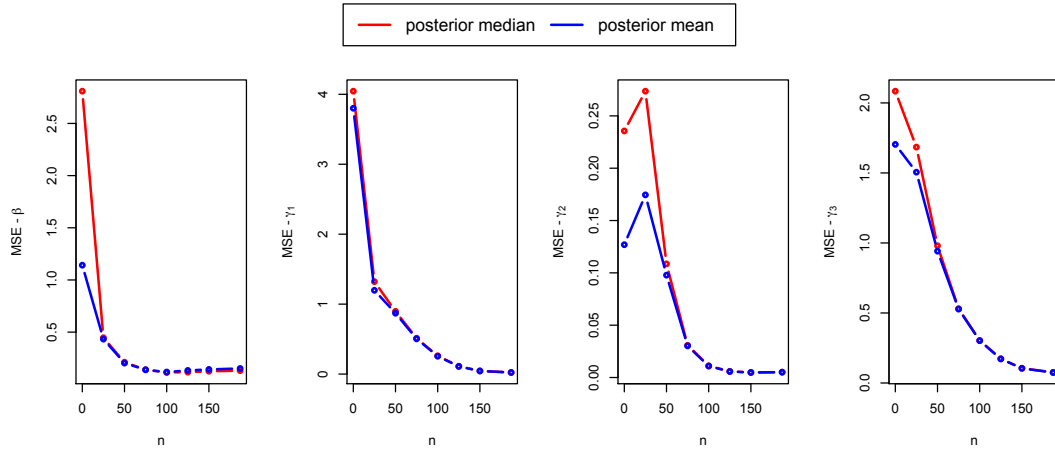 posterior median posterior mean
MSE - β
0.5 1.0 1.5 2.0 2.5
0 50 100 150
n
MSE - γ1
0 1 2 3 4
0 50 100 150
n
MSE - γ2
0.00 0.05 0.10 0.15 0.20 0.25
0 50 100 150
n
MSE - γ3
0.0 0.5 1.0 1.5 2.0
0 50 100 150
n